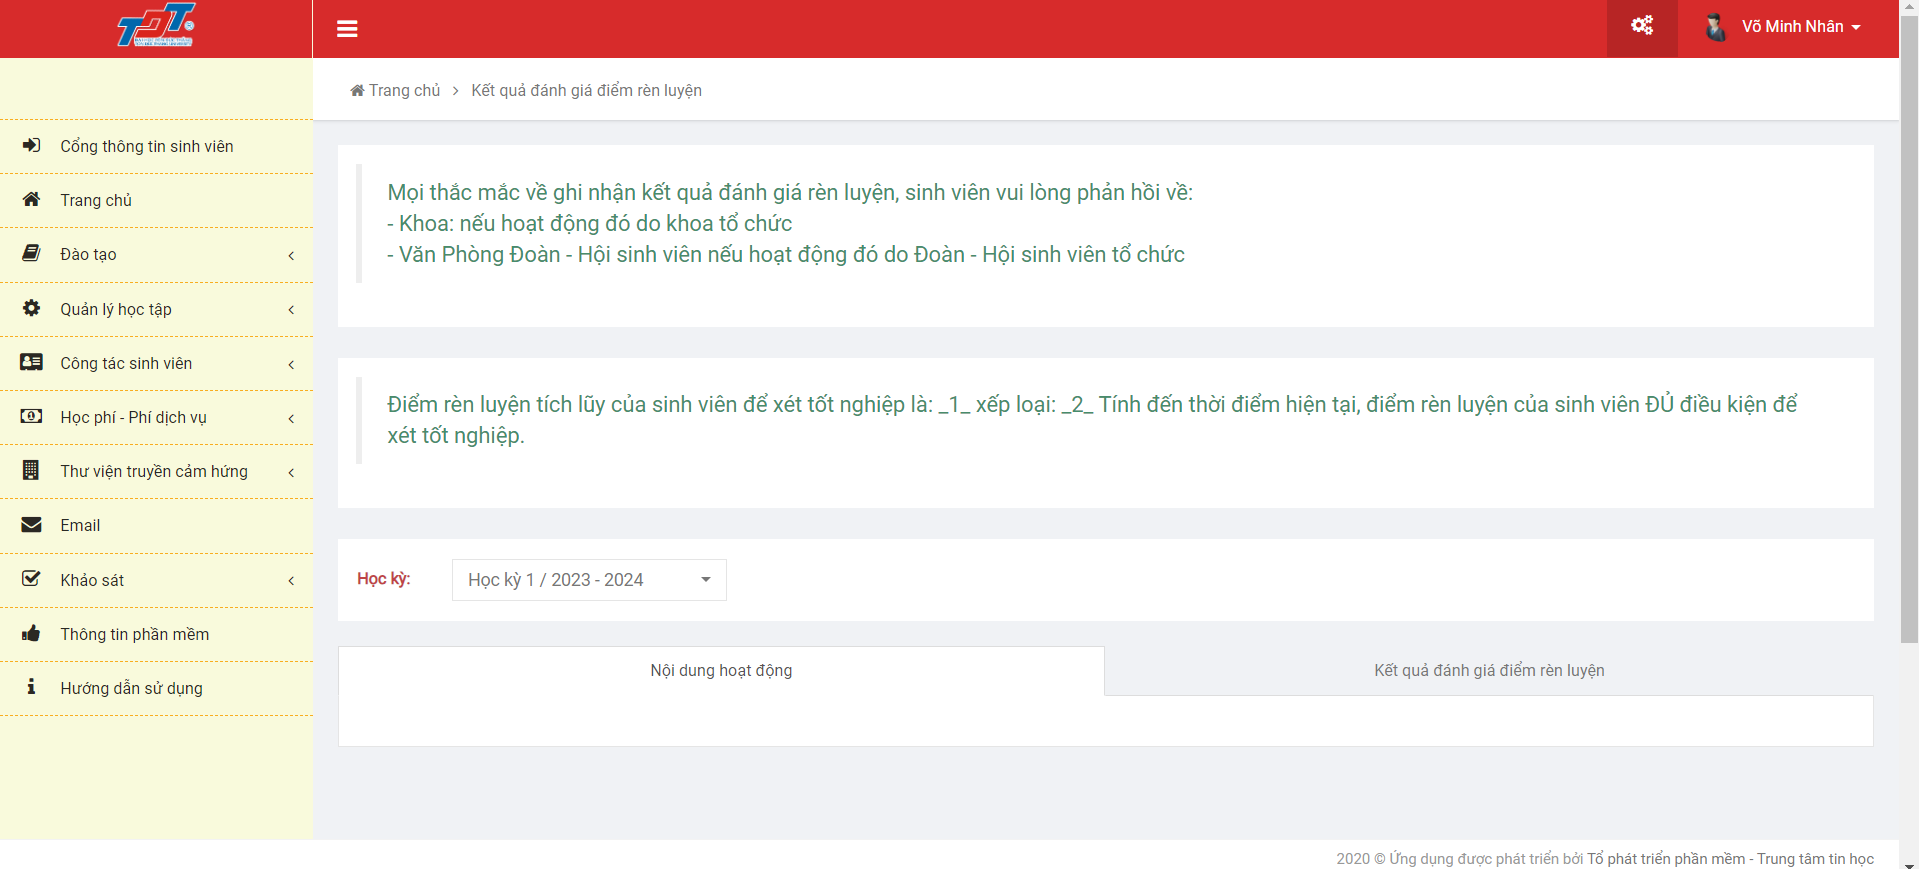 TDT
Võ Minh Nhân
Trang chủ > Kết quả đánh giá điểm rèn luyện
Cổng thông tin sinh viên
Trang chủ
Đào tạo
Quản lý học tập
Công tác sinh viên
Học phí - Phí dịch vụ
Thư viện truyền cảm hứng
Email
Khảo sát
Thông tin phần mềm
Hướng dẫn sử dụng
Mọi thắc mắc về ghi nhận kết quả đánh giá rèn luyện, sinh viên vui lòng phản hồi về:
- Khoa: nếu hoạt động đó do khoa tổ chức
- Văn Phòng Đoàn - Hội sinh viên nếu hoạt động đó do Đoàn - Hội sinh viên tổ chức
Điểm rèn luyện tích lũy của sinh viên để xét tốt nghiệp là: _1_ xếp loại: _2_ Tính đến thời điểm hiện tại, điểm rèn luyện của sinh viên ĐỦ điều kiện để
xét tốt nghiệp.
Học kỳ: Học kỳ 1 / 2023 - 2024
Nội dung hoạt động Kết quả đánh giá điểm rèn luyện
2020 © Ứng dụng được phát triển bởi Tổ phát triển phần mềm - Trung tâm tin học